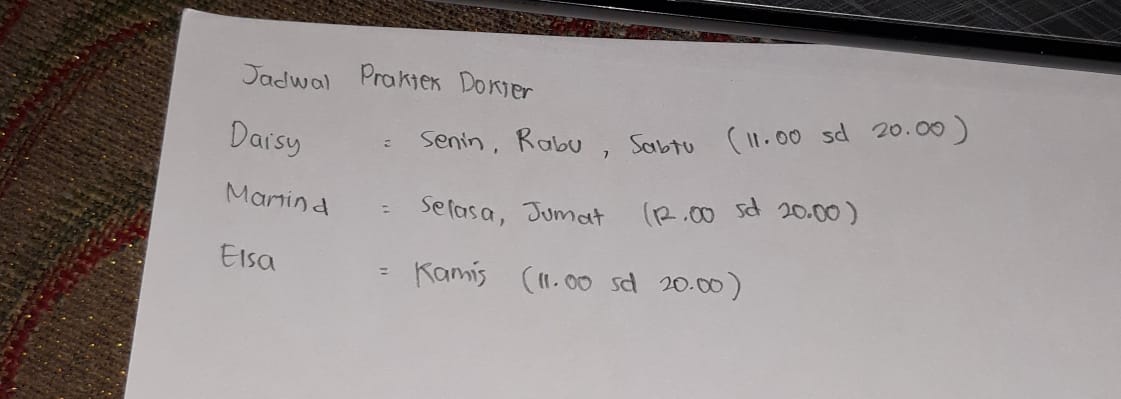 Jadwal Praktek Dokter
Daisy = Senin, Rabu, Sabtu (11.00 sd 20.00)
= Selasa, Jumat (12.00 sd 20.00)
Elsa = Kamis (11.00 sd 20.00)